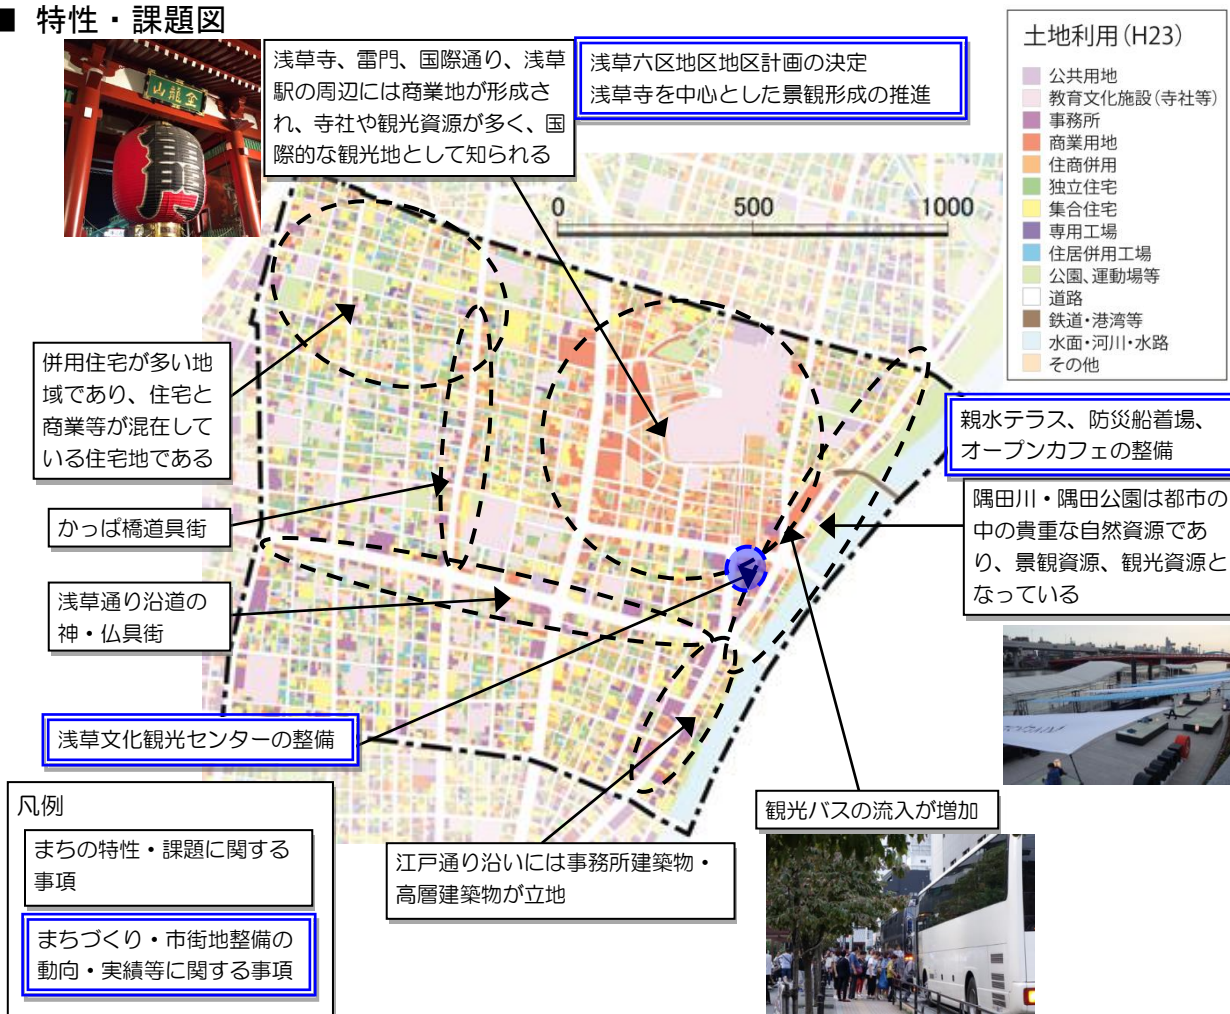 ■ 特性・課題図
金龍山
浅草寺、雷門、国際通り、浅草
駅の周辺には商業地が形成さ
れ、寺社や観光資源が多く、国
際的な観光地として知られる
浅草六区地区地区計画の決定
浅草寺を中心とした景観形成の推進
土地利用(H23)
公共用地
教育文化施設(寺社等)
事務所
商業用地
住商併用
独立住宅
集合住宅
専用工場
住居併用工場
公園、運動場等
道路
鉄道・港湾等
水面・河川・水路
その他
0 500 1000
併用住宅が多い地
域であり、住宅と
商業等が混在して
いる住宅地である
かっぱ橋道具街
浅草通り沿道の
神・仏具街
浅草文化観光センターの整備
親水テラス、防災船着場、
オープンカフェの整備
隅田川・隅田公園は都市の
中の貴重な自然資源であ
り、景観資源、観光資源と
なっている
観光バスの流入が増加
江戸通り沿いには事務所建築物・
高層建築物が立地
凡例
まちの特性・課題に関する
事項
まちづくり・市街地整備の
動向・実績等に関する事項